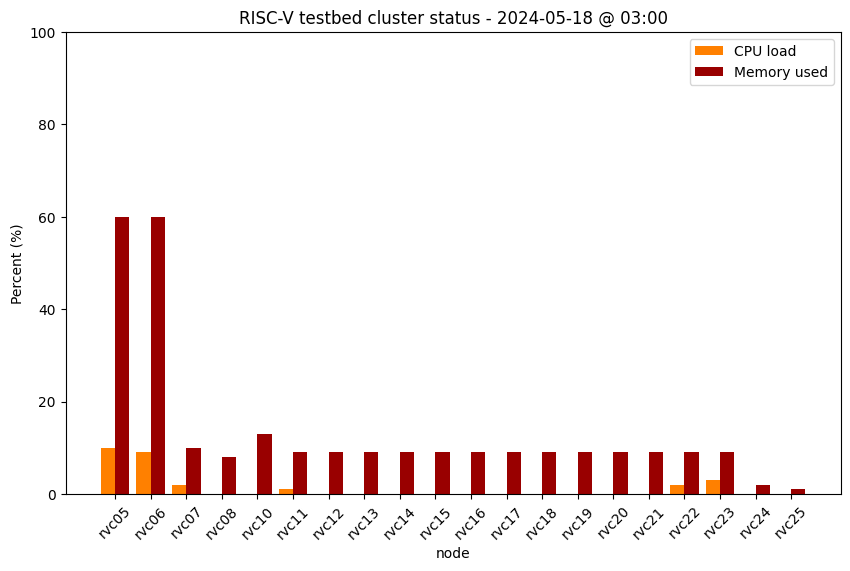 RISC-V testbed cluster status - 2024-05-18 @ 03:00
CPU load
Memory used
Percent (%)
100
80
60
40
20
0
rvc05 rvc06 rvc07 rvc08 rvc10 rvc11 rvc12 rvc13 rvc14 rvc15 rvc16 rvc17 rvc18 rvc19 rvc20 rvc21 rvc22 rvc23 rvc24 rvc25
node